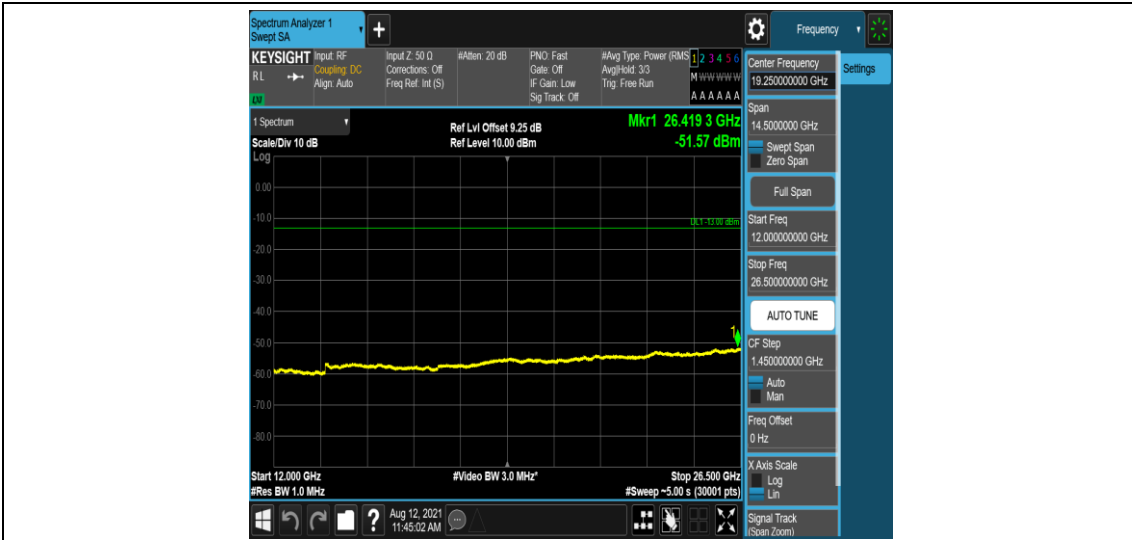 Spectrum Analyzer 1
Swept SA
+
Frequency
KEYSIGHT
RL
LXI
Input: RF
Coupling: DC
Align: Auto
Input Z: 50 Ω
Corrections: Off
Freq Ref: Int (S)
#Atten: 20 dB
PNO: Fast
Gate: Off
IF Gain: Low
Sig Track: Off
#Avg Type: Power (RMS
Avg|Hold: 3/3
Trig: Free Run
1 2 3 4 5 6
M W W W W W
A A A A A A
1 Spectrum
Scale/Div 10 dB
Log
Ref Lvl Offset 9.25 dB
Ref Level 10.00 dBm
Mkr1 26.419 3 GHz
-51.57 dBm
0.00
-10.0
DL1 -13.00 dBm
-20.0
-30.0
-40.0
1
-50.0
-60.0
-70.0
-80.0
Start 12.000 GHz
#Res BW 1.0 MHz
#Video BW 3.0 MHz*
Stop 26.500 GHz
#Sweep ~5.00 s (30001 pts)
Center Frequency
19.250000000 GHz
Settings
Span
14.5000000 GHz
Swept Span
Zero Span
Full Span
Start Freq
12.000000000 GHz
Stop Freq
26.500000000 GHz
AUTO TUNE
CF Step
1.450000000 GHz
Auto
Man
Freq Offset
0 Hz
X Axis Scale
Log
Lin
Signal Track
(Span Zoom)
?
Aug 12, 2021
11:45:02 AM